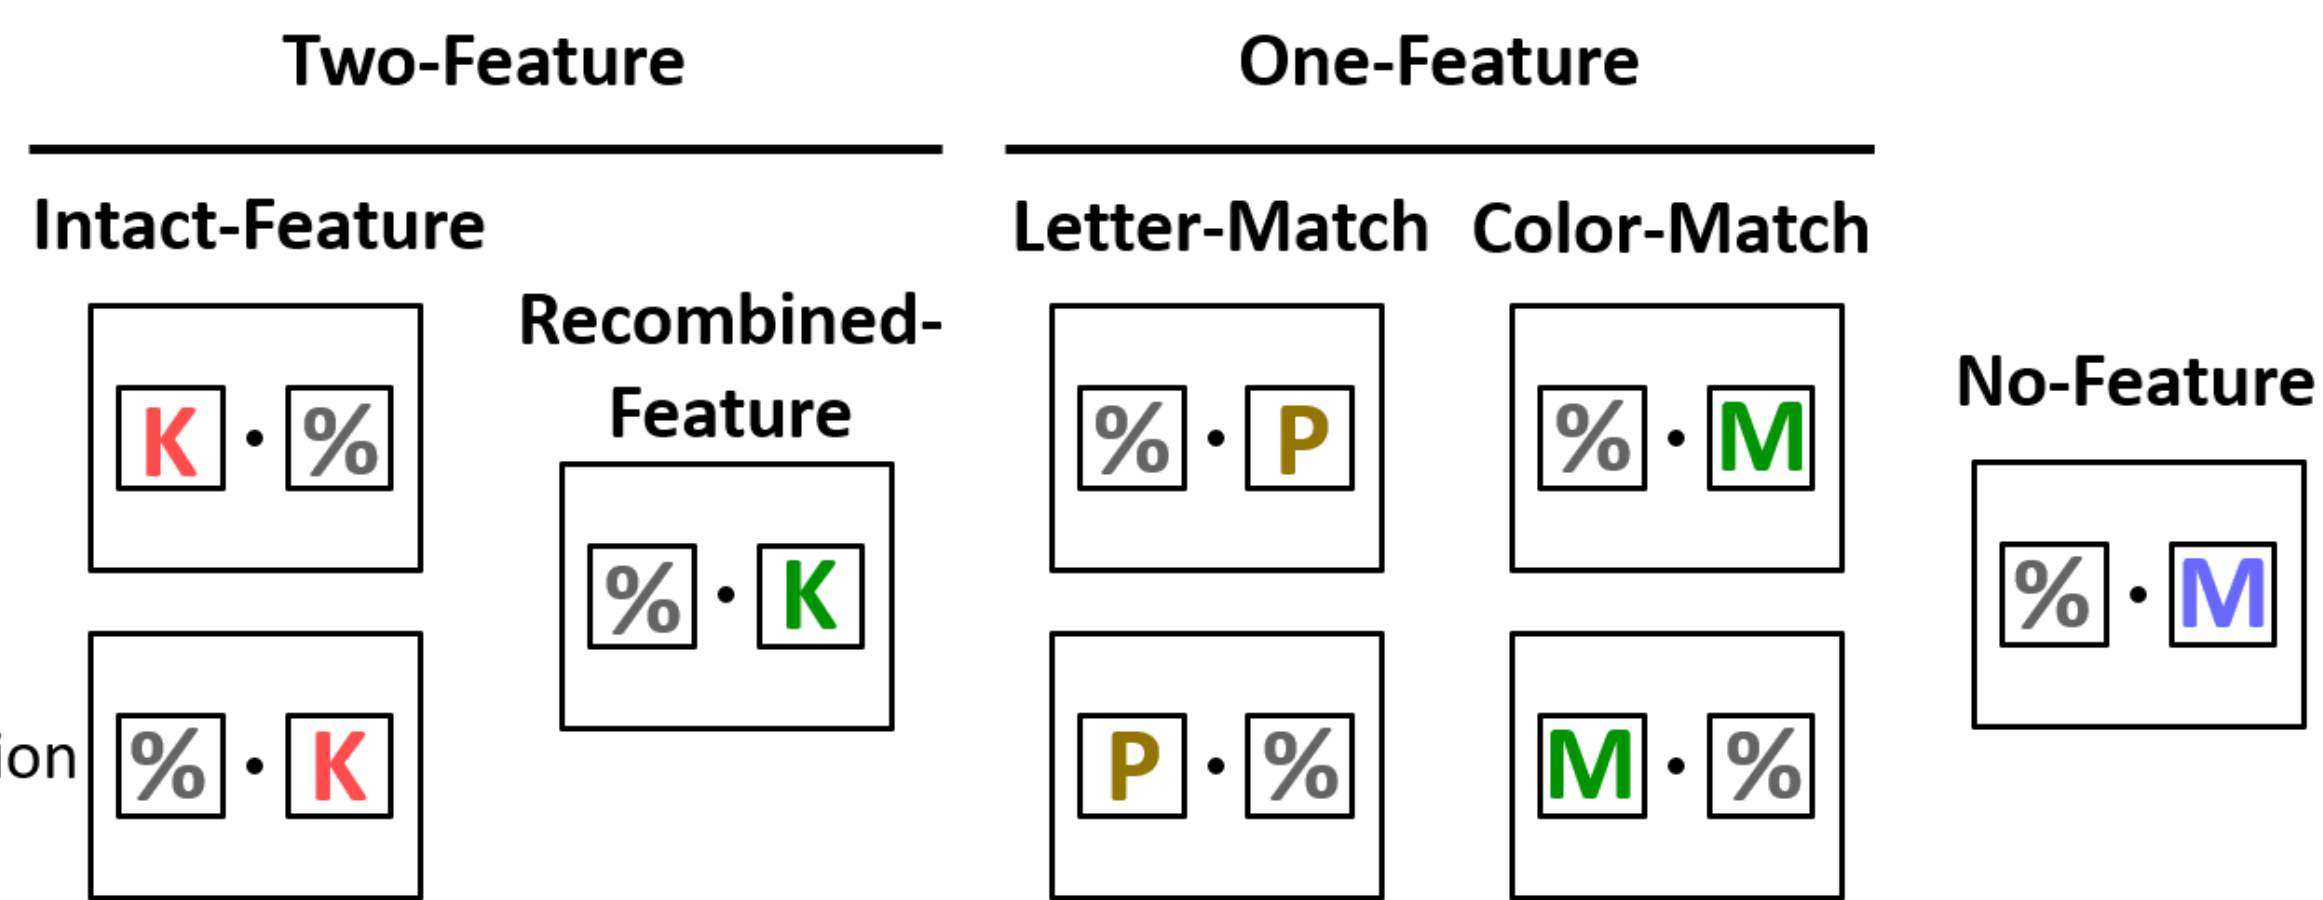 Two-Feature
One-Feature
Intact-Feature
Letter-Match
Color-Match
Recombined-
Feature
No-Feature
K • %
% • P
% • M
% • K
% • M
ion
% • K
P • %
M • %